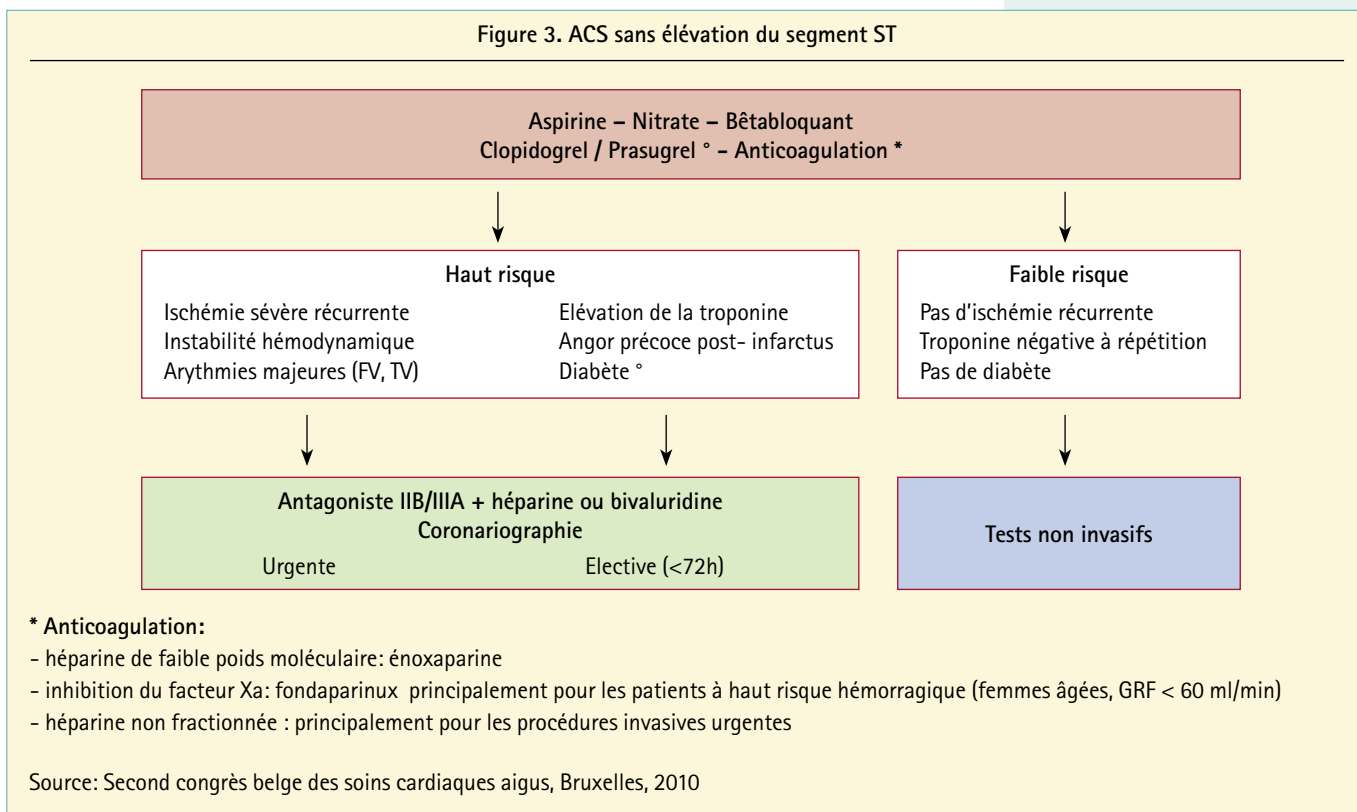 Figure 3. ACS sans élévation du segment ST
Aspirine – Nitrate – Bêtabloquant
Clopidogrel / Prasugrel ° – Anticoagulation *
Haut risque
Ischémie sévère récurrente
Instabilité hémodynamique
Arythmies majeures (FV, TV)
Elévation de la troponine
Angor précoce post- infarctus
Diabète °
Faible risque
Pas d'ischémie récurrente
Troponine négative à répétition
Pas de diabète
Antagoniste IIB/IIIA + héparine ou bivaluridine
Coronariographie
Urgente
Elective (<72h)
Tests non invasifs
* Anticoagulation:
- héparine de faible poids moléculaire: énoxaparine
- inhibition du facteur Xa: fondaparinux principalement pour les patients à haut risque hémorragique (femmes âgées, GRF < 60 ml/min)
- héparine non fractionnée : principalement pour les procédures invasives urgentes
Source: Second congrès belge des soins cardiaques aigus, Bruxelles, 2010